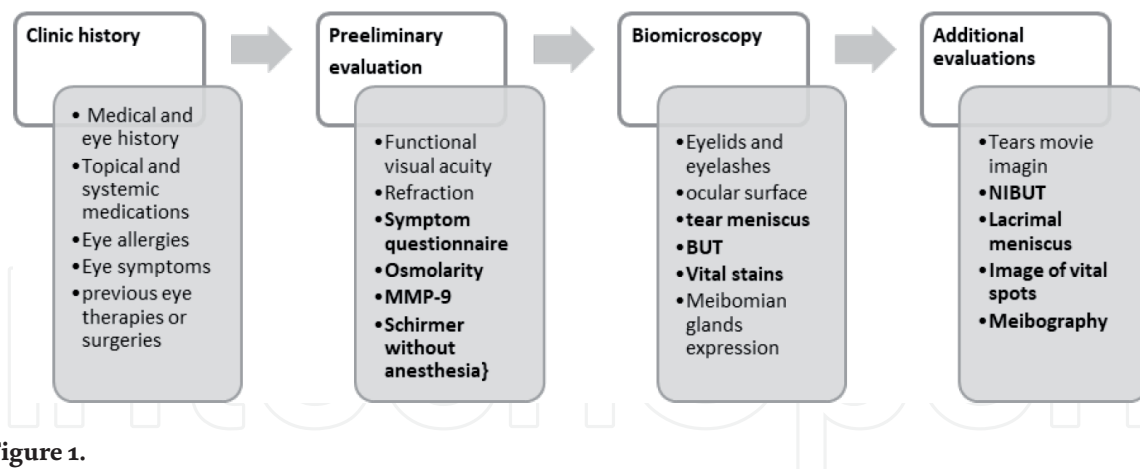 Clinic history
• Medical and
eye history
•Topical and
systemic
medications
•Eye allergies
•Eye symptoms
•previous eye
therapies or
surgeries
Preeliminary
evaluation
•Functional
visual acuity
•Refraction
•Symptom
questionnaire
•Osmolarity
•MMP-9
•Schirmer
without
anesthesia}
Biomicroscopy
•Eyelids and
eyelashes
•ocular surface
•tear meniscus
•BUT
•Vital stains
•Meibomian
glands
expression
Additional
evaluations
•Tears movie
imagin
•NIBUT
•Lacrimal
meniscus
•Image of vital
spots
•Meibography
igure 1.